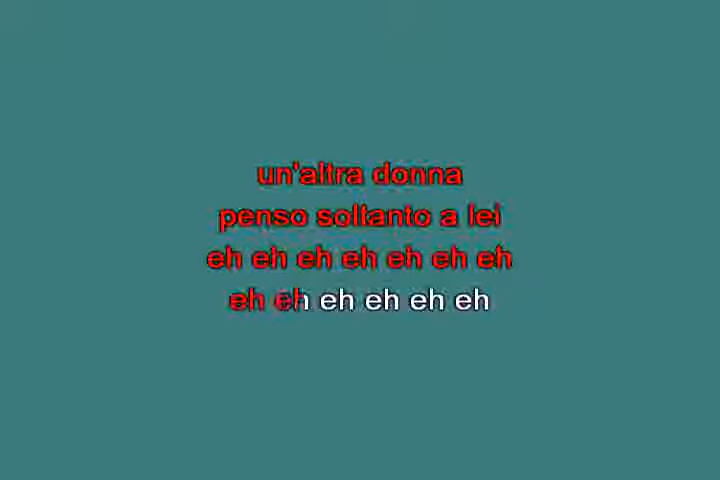 un'altra donna
penso soltanto a lei
eh eh eh eh eh eh eh
eh eh eh eh eh eh